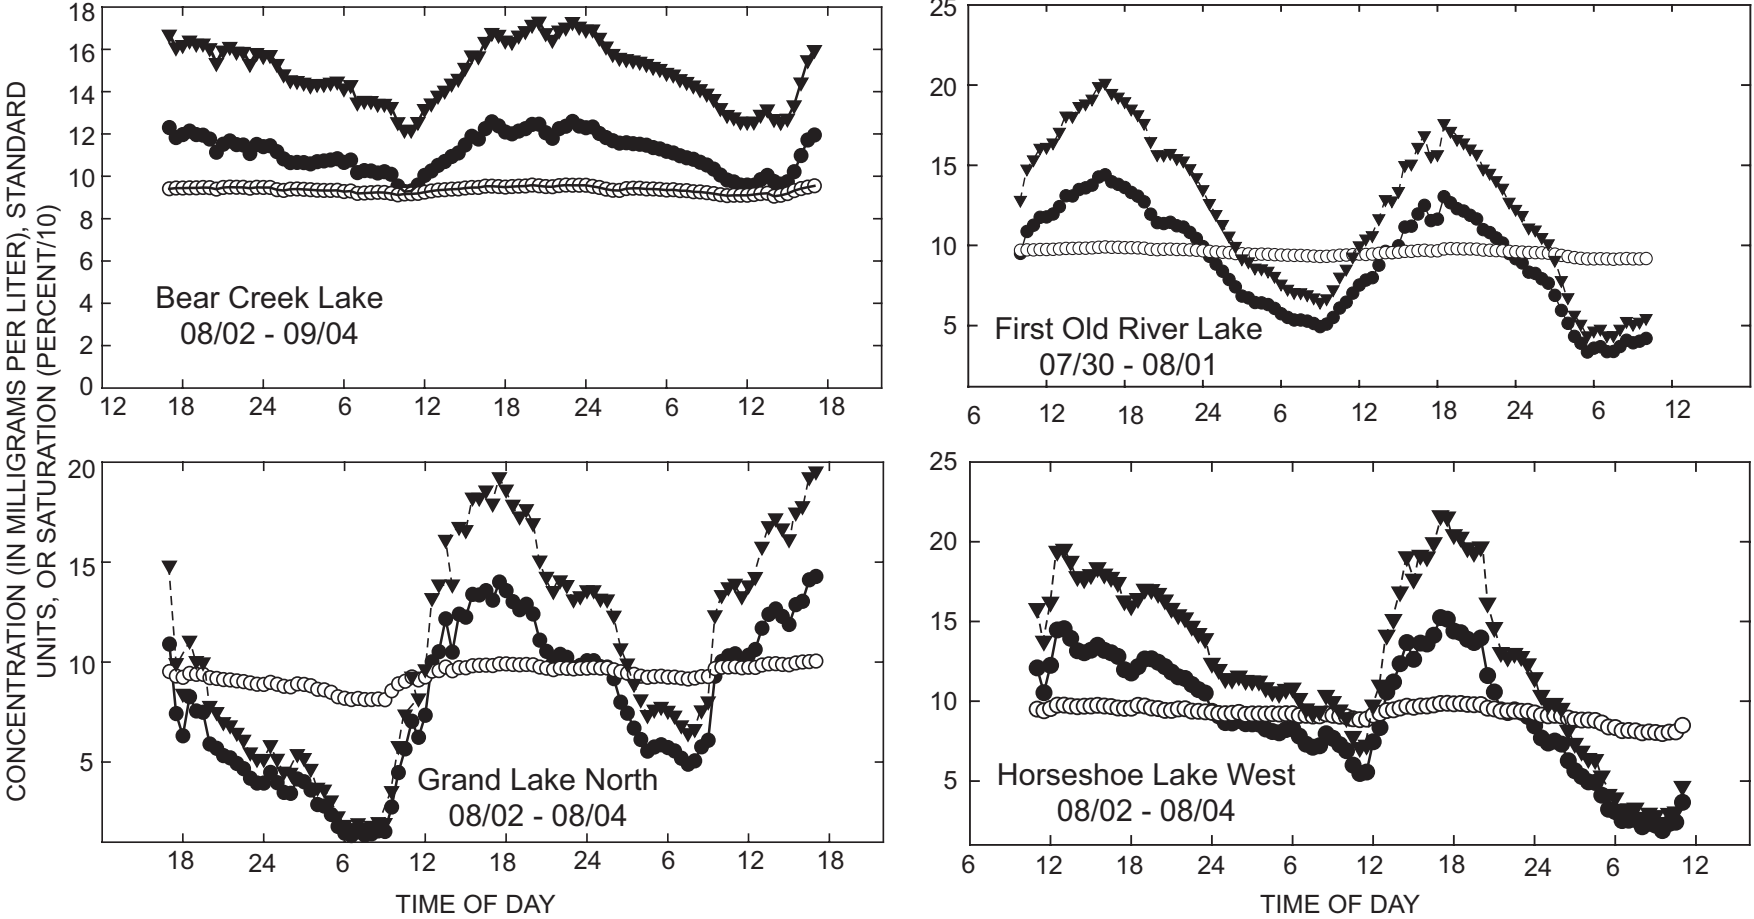 CONCENTRATION (IN MILLIGRAMS PER LITER), STANDARD
UNITS, OR SATURATION (PERCENT/10)
18
16
14
18
12
10
8
6
4
2
0
Bear Creek Lake
08/02 - 09/04
12 18 24 6 12 18 24 6 12 18
25
20
15
10
5
First Old River Lake
07/30 - 08/01
6 12 18 24 6 12 18 24 6 12
20
15
10
5
Grand Lake North
08/02 - 08/04
18 24 6 12 18 24 6 12 18
TIME OF DAY
25
20
15
10
5
Horseshoe Lake West
08/02 - 08/04
6 12 18 24 6 12 18 24 6 12
TIME OF DAY